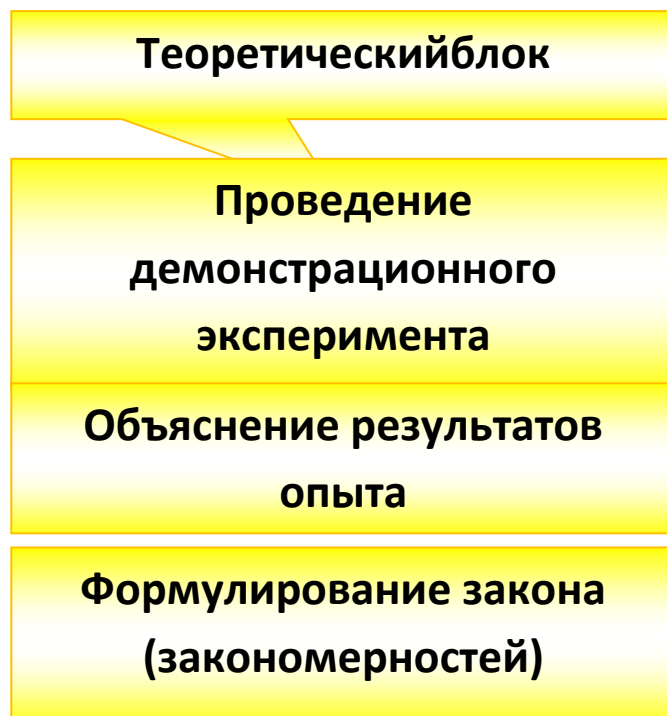 Теоретическийблок
Проведение
демонстрационного
эксперимента
Объяснение результатов
опыта
Формулирование закона
(закономерностей)